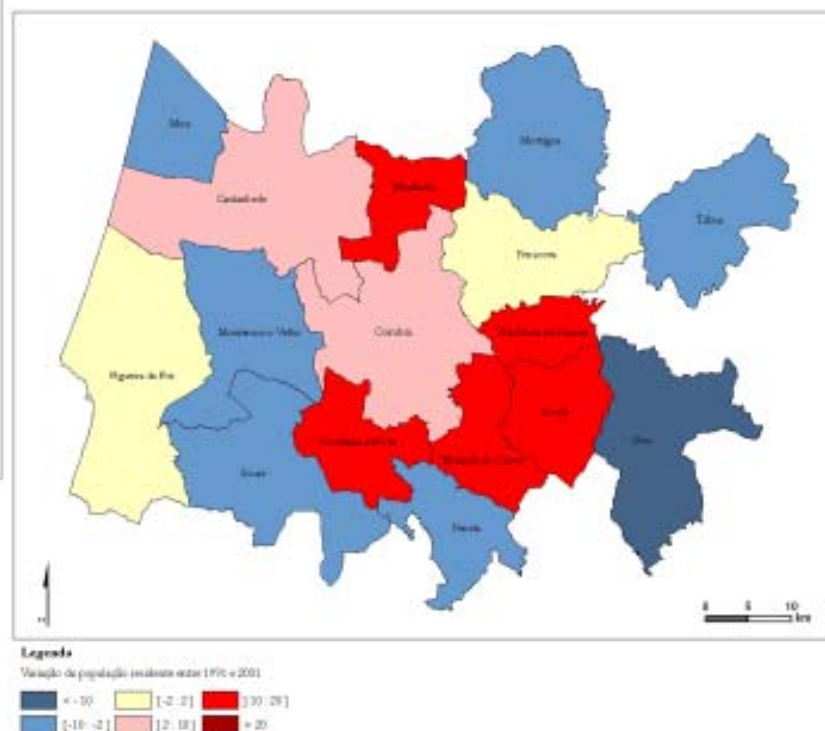 Mira
Mortágua
Cantanhede
Mealhada
Tábua
Penacova
Montemor-o-Velho
Coimbra
Vila Nova de Poiares
Figueira da Foz
Lousã
Góis
Condeixa-a-Nova
Miranda do Corvo
Soure
Penela
0 5 10
km
Legenda
Variação da população residente entre 1991 e 2001
< -10 [-2 : 2] ]10 : 20]
[-10 : -2[ ]2 : 10] > 20